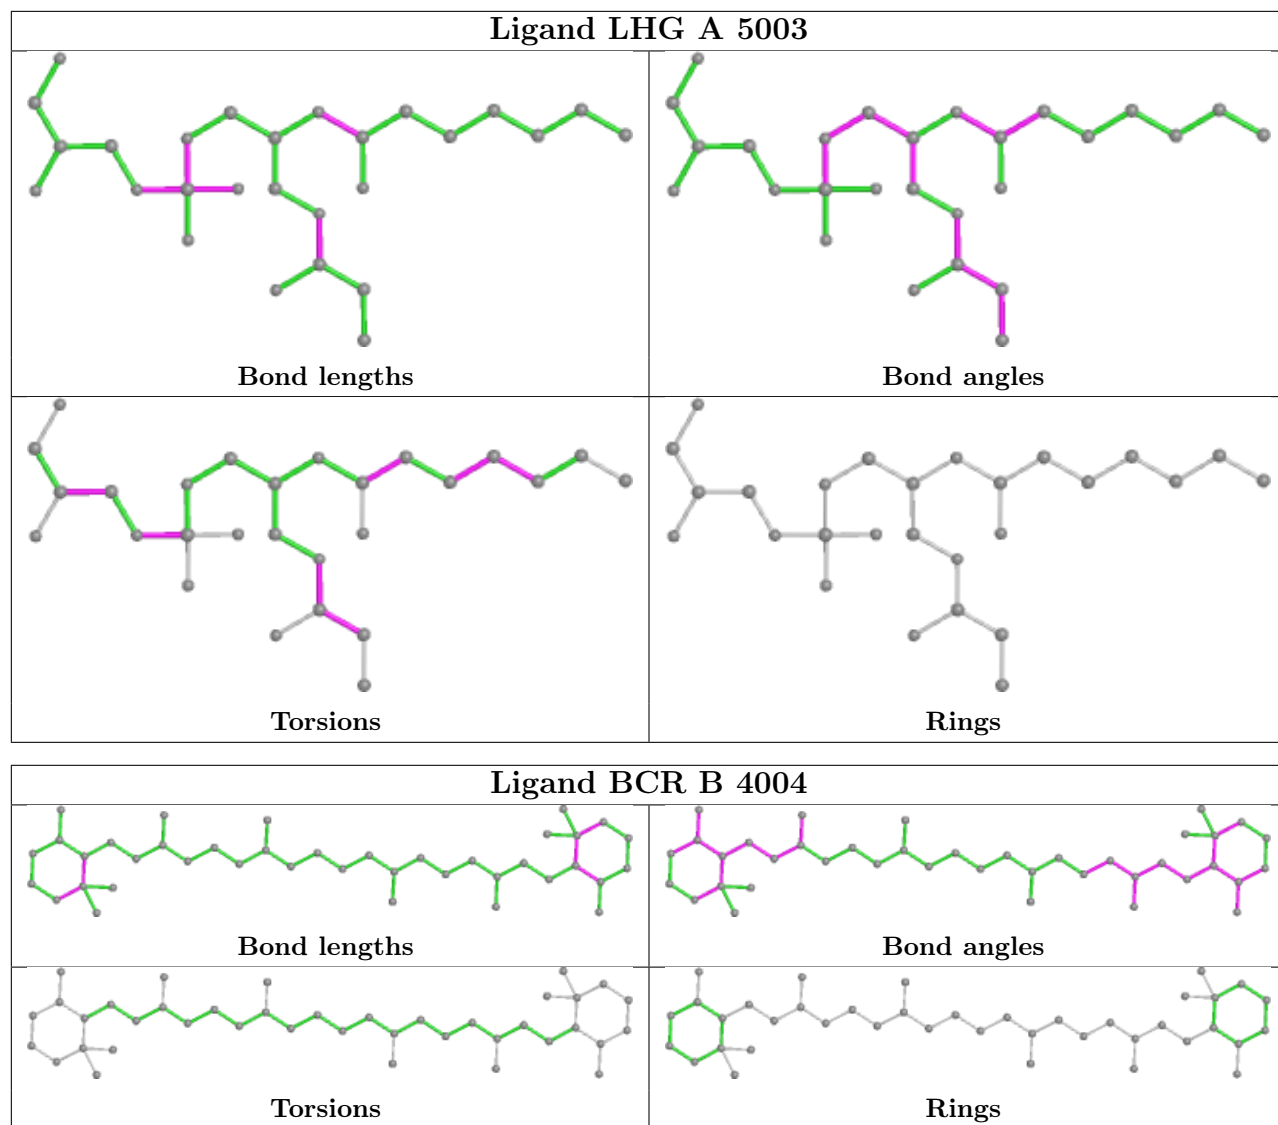 Ligand LHG A 5003
Bond lengths
Bond angles
Torsions
Rings
Ligand BCR B 4004
Bond lengths
Bond angles
Torsions
Rings